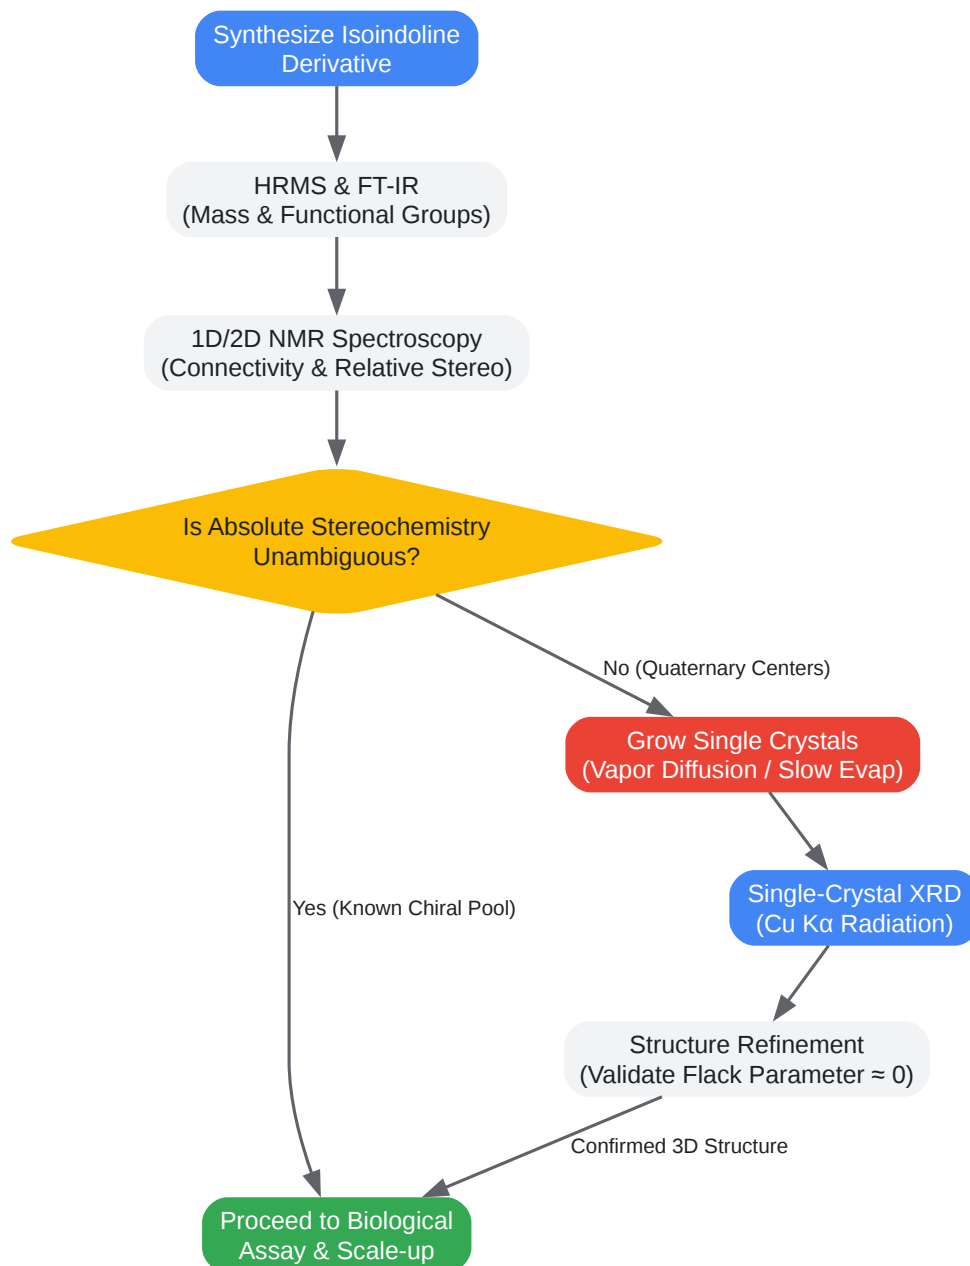 Synthesize Isoindoline
Derivative
HRMS & FT-IR
(Mass & Functional Groups)
1D/2D NMR Spectroscopy
(Connectivity & Relative Stereo)
Is Absolute Stereochemistry
Unambiguous?
No (Quaternary Centers)
Grow Single Crystals
(Vapor Diffusion / Slow Evap)
Single-Crystal XRD
(Cu Kα Radiation)
Yes (Known Chiral Pool)
Structure Refinement
(Validate Flack Parameter ≈ 0)
Confirmed 3D Structure
Proceed to Biological
Assay & Scale-up